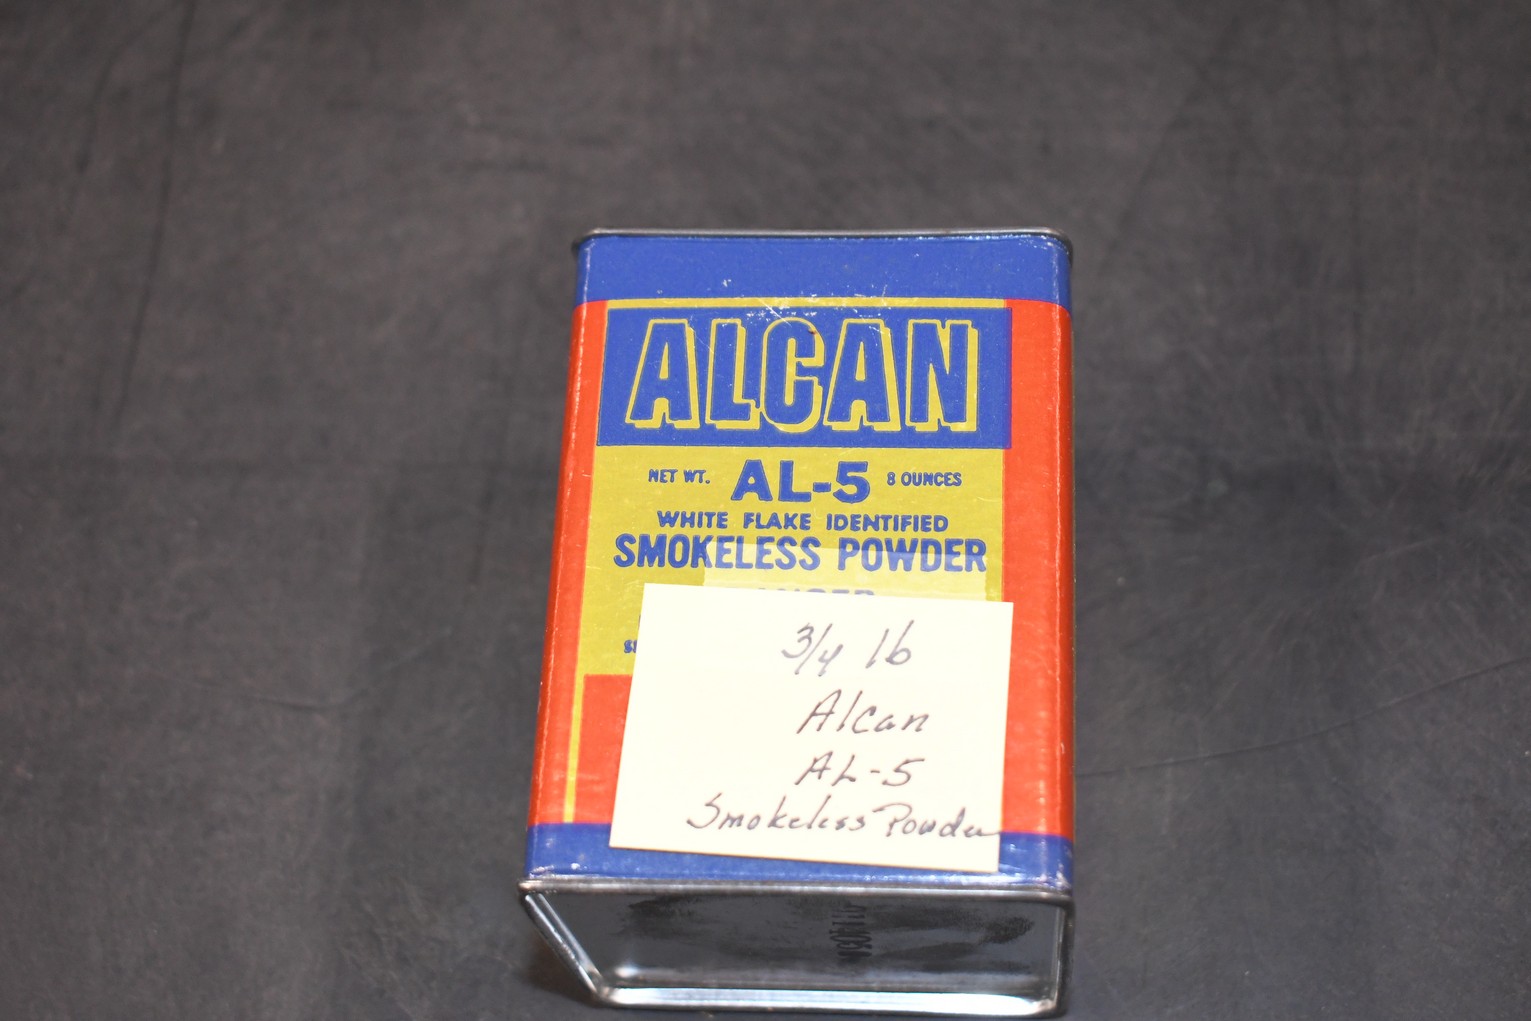 ALCAN
NET WT. AL-5 8 OUNCES
WHITE FLAKE IDENTIFIED
SMOKELESS POWDER
3/4 lb
Alcan
AL-5
Smokeless Powder